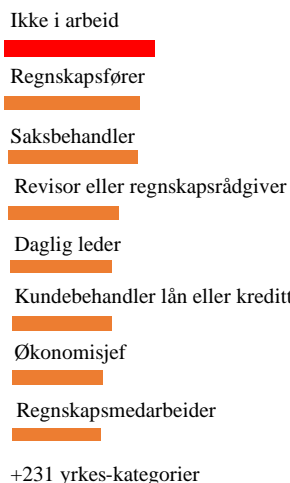 Ikke i arbeid
Regnskapsfører
Saksbehandler
Revisor eller regnskapsrådgiver
Daglig leder
Kundebehandler lån eller kreditt
Økonomisjef
Regnskapsmedarbeider
+231 yrkes-kategorier